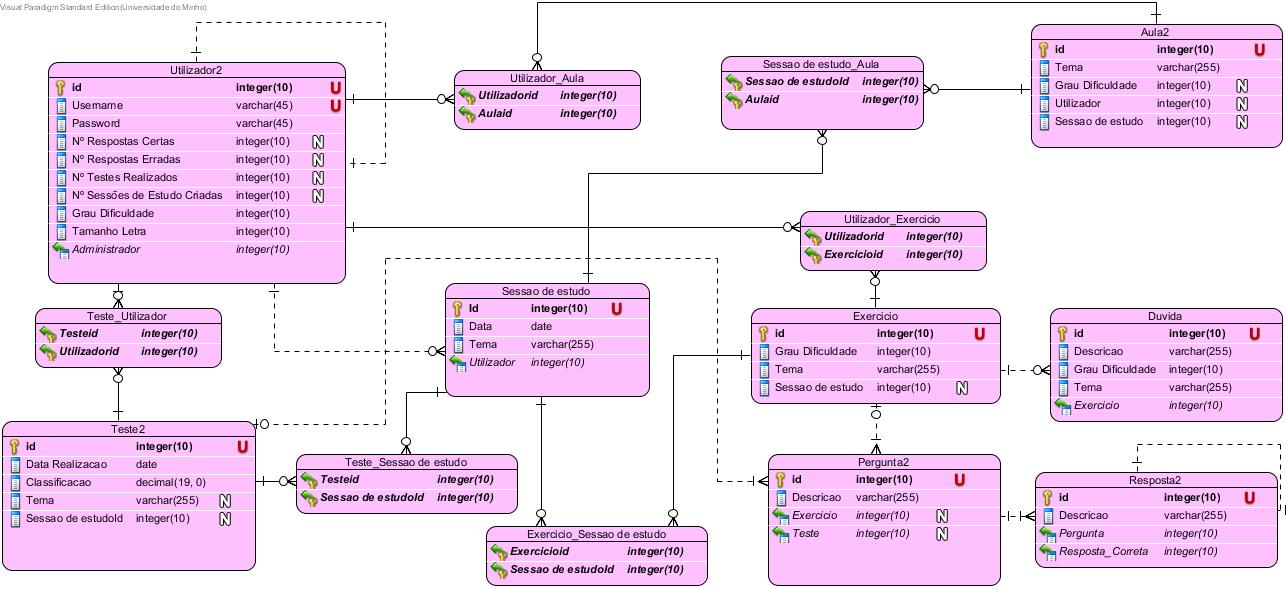 Visual Paradigm Standard Edition(Universidade do Minho)
Utilizador2
id integer(10) U
Username varchar(45) U
Password varchar(45)
Nº Respostas Certas integer(10) N
Nº Respostas Erradas integer(10) N
Nº Testes Realizados integer(10) N
Nº Sessões de Estudo Criadas integer(10) N
Grau Dificuldade integer(10)
Tamanho Letra integer(10)
Administrador integer(10)
Utilizador_Aula
Utilizadorid integer(10)
Aulaid integer(10)
Sessao de estudo_Aula
Sessao de estudoId integer(10)
Aulaid integer(10)
Aula2
id integer(10) U
Tema varchar(255)
Grau Dificuldade integer(10) N
Utilizador integer(10) N
Sessao de estudo integer(10) N
Utilizador_Exercicio
Utilizadorid integer(10)
Exercicioid integer(10)
Teste_Utilizador
Testeid integer(10)
Utilizadorid integer(10)
Sessao de estudo
Id integer(10) U
Data date
Tema varchar(255)
Utilizador integer(10)
Exercicio
id integer(10) U
Grau Dificuldade integer(10)
Tema varchar(255)
Sessao de estudo integer(10) N
Duvida
id integer(10) U
Descricao varchar(255)
Grau Dificuldade integer(10)
Tema varchar(255)
Exercicio integer(10)
Teste2
id integer(10) U
Data Realizacao date
Classificacao decimal(19, 0)
Tema varchar(255) N
Sessao de estudoId integer(10) N
Teste_Sessao de estudo
Testeid integer(10)
Sessao de estudoId integer(10)
Exercicio_Sessao de estudo
Exercicioid integer(10)
Sessao de estudoId integer(10)
Pergunta2
id integer(10) U
Descricao varchar(255)
Exercicio integer(10) N
Teste integer(10) N
Resposta2
id integer(10) U
Descricao varchar(255)
Pergunta integer(10)
Resposta_Correta integer(10)